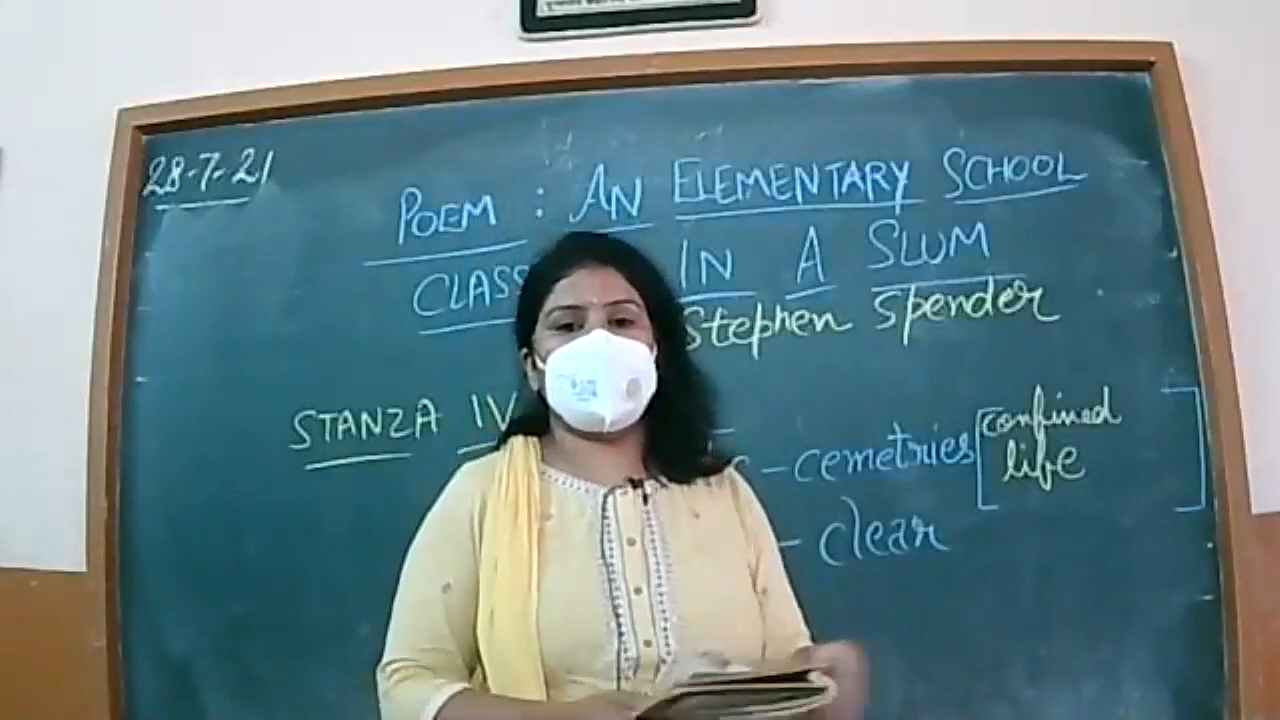 28-7-21
POEM : AN ELEMENTARY SCHOOL
CLASS IN A SLUM
Stephen Spender
STANZA IV
- cemetries [confined life]
- clear